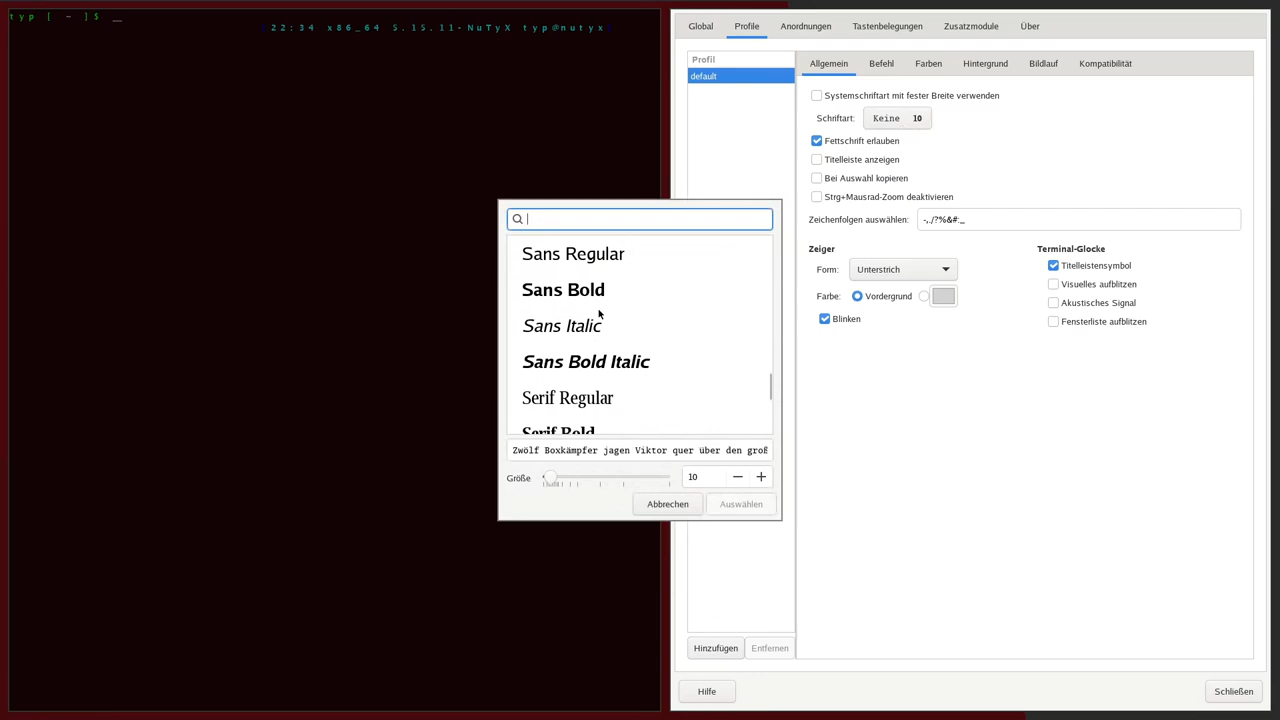 typ [ ~ ]$ _
[22:34 x86_64 5.15.11-NuTyX typ@nutyx]
Global Profile Anordnungen Tastenbelegungen Zusatzmodule Über
Profil
default
Allgemein Befehl Farben Hintergrund Bildlauf Kompatibilität
Systemschriftart mit fester Breite verwenden
Schriftart: Keine 10
Fettschrift erlauben
Titelleiste anzeigen
Bei Auswahl kopieren
Strg+Mausrad-Zoom deaktivieren
Zeichenfolgen auswählen: -,./?%&#:_
Zeiger
Form: Unterstrich
Farbe: Vordergrund
Blinken
Terminal-Glocke
Titelleistensymbol
Visuelles aufblitzen
Akustisches Signal
Fensterliste aufblitzen
Sans Regular
Sans Bold
Sans Italic
Sans Bold Italic
Serif Regular
Serif Bold
Zwölf Boxkämpfer jagen Viktor quer über den groß
Größe 10
Abbrechen Auswählen
Hinzufügen Entfernen
Hilfe Schließen